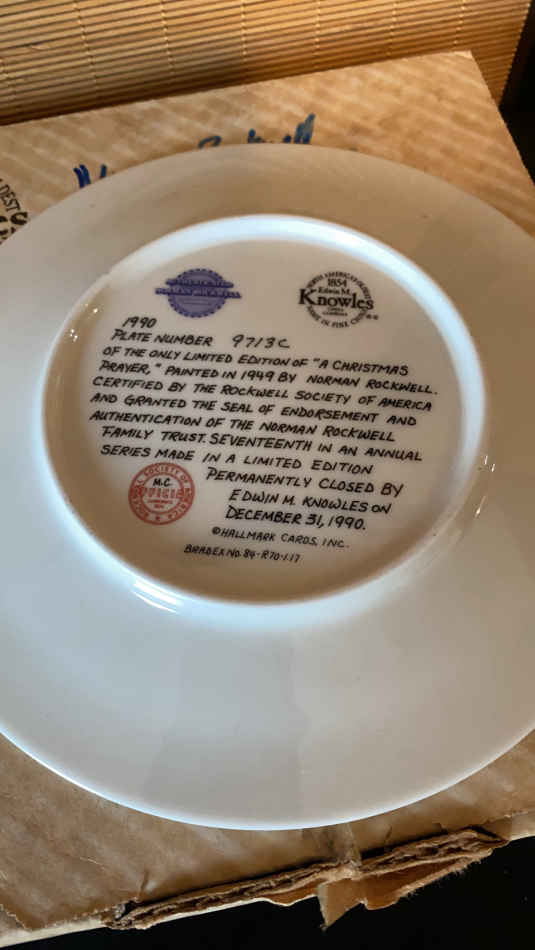 NORMAN ROCKWELL
1854
Edwin M.
Knowles
1990
PLATE NUMBER 9713C
OF THE ONLY LIMITED EDITION OF "A CHRISTMAS
PRAYER," PAINTED IN 1949 BY NORMAN ROCKWELL.
CERTIFIED BY THE ROCKWELL SOCIETY OF AMERICA
AND GRANTED THE SEAL OF ENDORSEMENT AND
AUTHENTICATION OF THE NORMAN ROCKWELL
FAMILY TRUST. SEVENTEENTH IN AN ANNUAL
SERIES MADE IN A LIMITED EDITION
PERMANENTLY CLOSED BY
EDWIN M. KNOWLES ON
DECEMBER 31, 1990.
©HALLMARK CARDS, INC.
BRADEX NO. 84-R70-1.17
M.C.